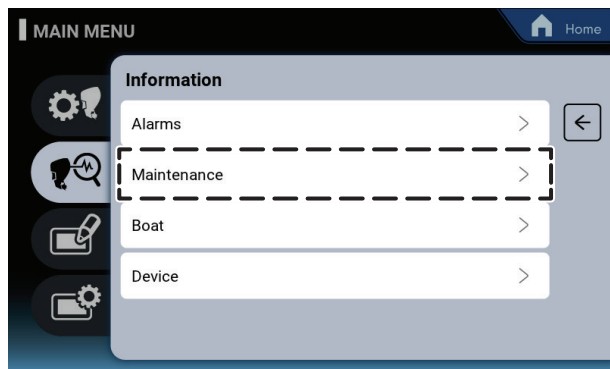 MAIN MENU
Home
Information
Alarms
Maintenance
Boat
Device